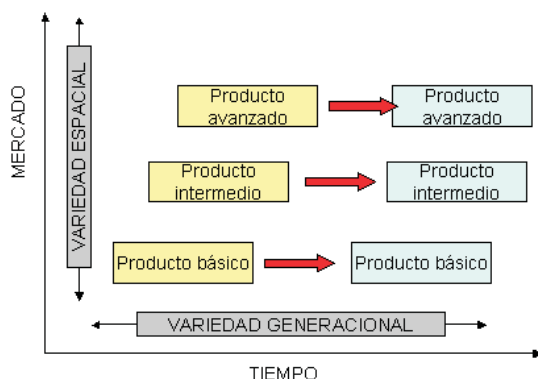 MERCADO
VARIEDAD ESPACIAL
Producto
avanzado
Producto
avanzado
Producto
intermedio
Producto
intermedio
Producto básico
Producto básico
VARIEDAD GENERACIONAL
TIEMPO